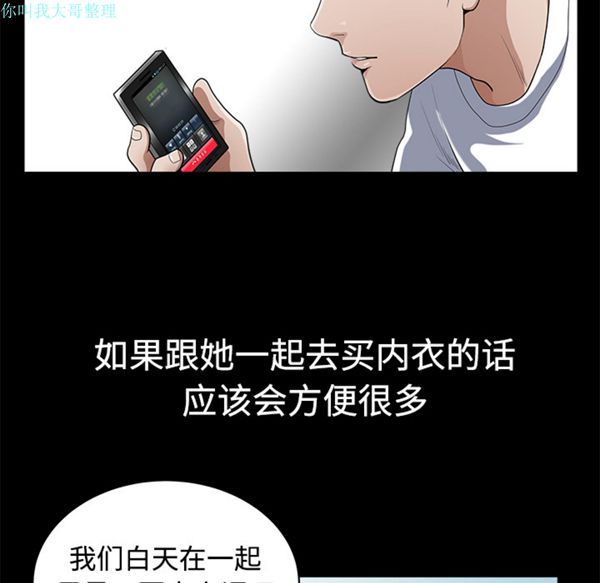 你叫我大哥整理
如果跟她一起去买内衣的话
应该会方便很多
我们白天在一起